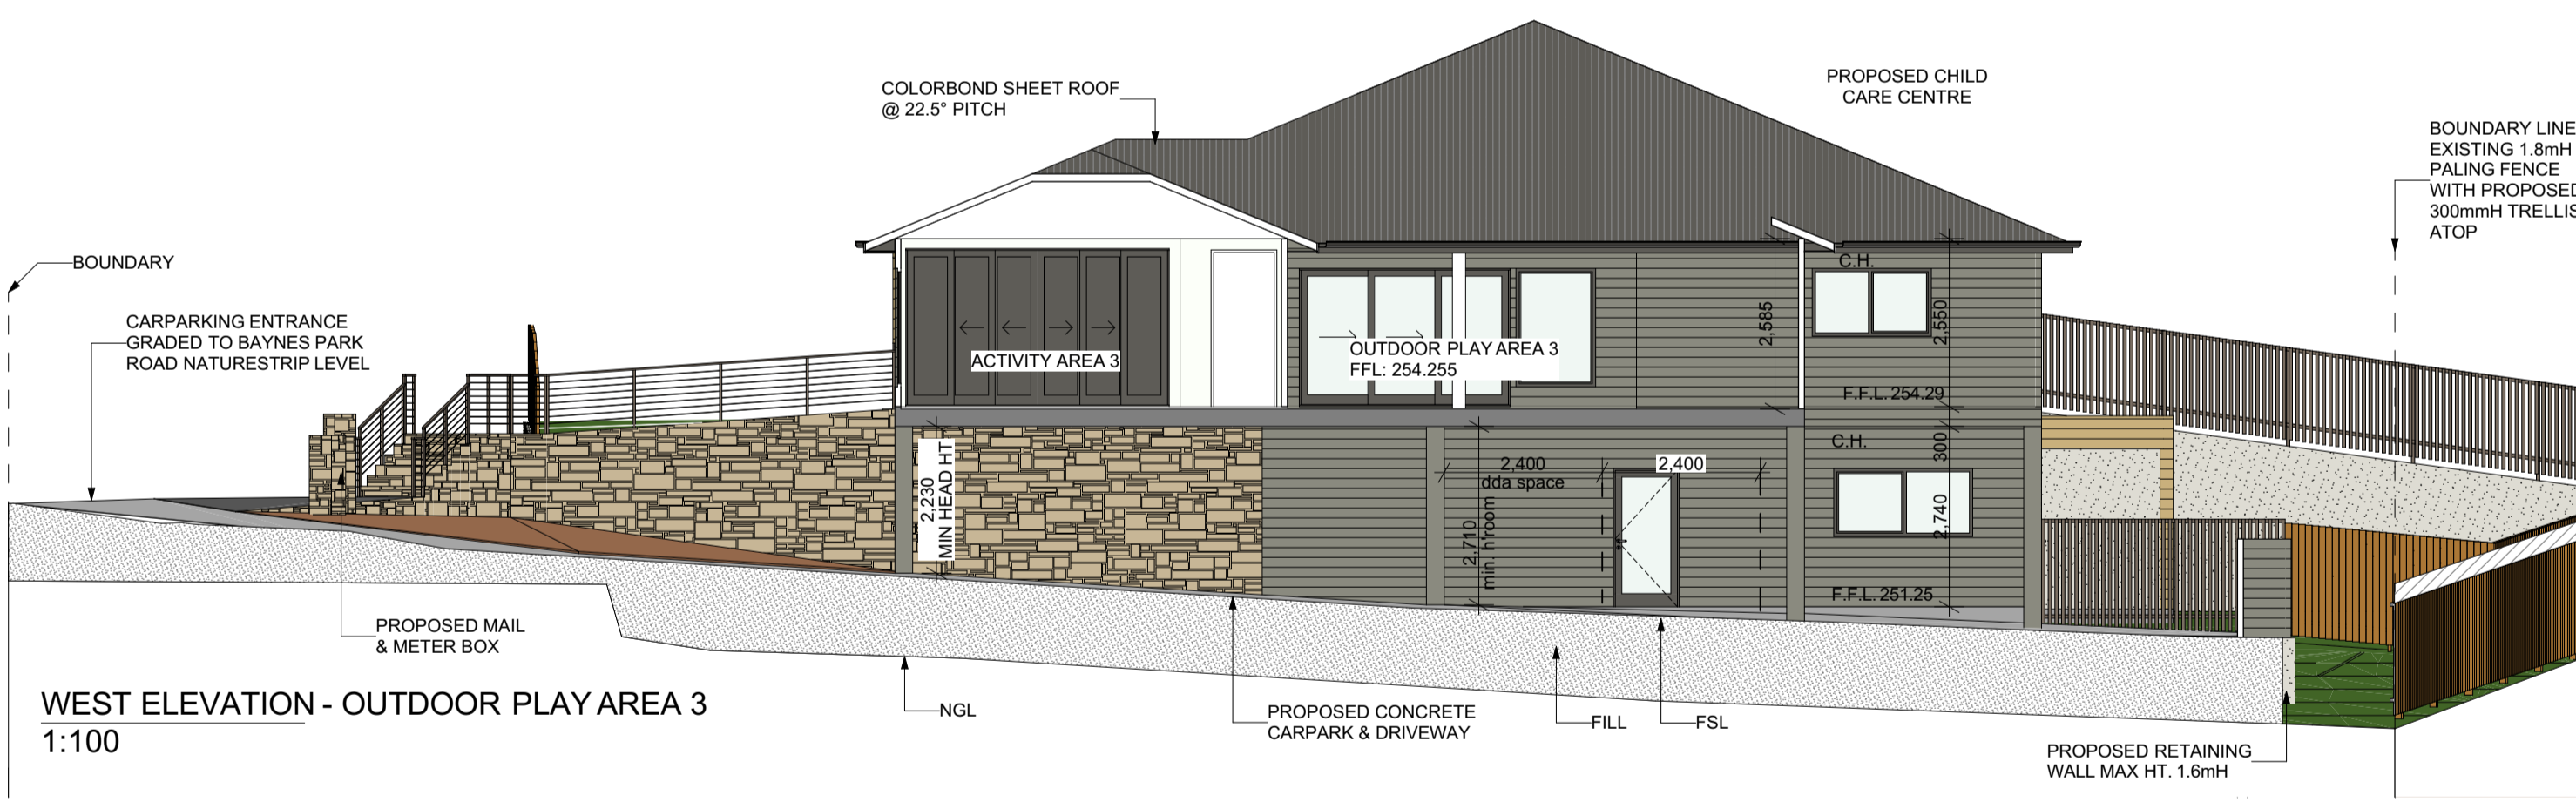 COLORBOND SHEET ROOF
@ 22.5° PITCH
PROPOSED CHILD
CARE CENTRE
BOUNDARY LINE
EXISTING 1.8mH
PALING FENCE
WITH PROPOSED
300mmH TRELLIS
ATOP
BOUNDARY
CARPARKING ENTRANCE
GRADED TO BAYNES PARK
ROAD NATURESTRIP LEVEL
ACTIVITY AREA 3
OUTDOOR PLAY AREA 3
FFL: 254.255
2,585
C.H.
2,550
F.F.L. 254.29
2,230
MIN HEAD HT
2,400
dda space
2,400
2,710
min. h'room
C.H.
300
2,740
F.F.L. 251.25
PROPOSED MAIL
& METER BOX
NGL
PROPOSED CONCRETE
CARPARK & DRIVEWAY
FILL
FSL
PROPOSED RETAINING
WALL MAX HT. 1.6mH
WEST ELEVATION - OUTDOOR PLAY AREA 3
1:100